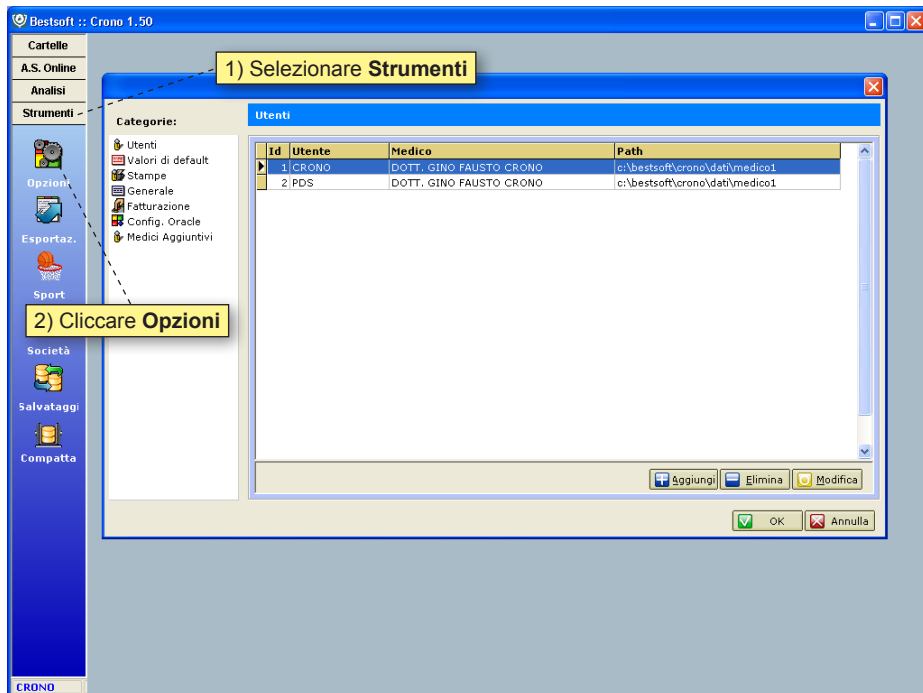 Bestsoft :: Crono 1.50
Cartelle
A.S. Online
Analisi
Strumenti
1) Selezionare Strumenti
Opzioni
Esportaz.
Sport
2) Cliccare Opzioni
Società
Salvataggi
Compatta
CRONO
Categorie:
Utenti
Valori di default
Stampe
Generale
Fatturazione
Config. Oracle
Medici Aggiuntivi
Utenti
Id Utente Medico Path
1 CRONO DOTT. GINO FAUSTO CRONO c:\bestsoft\crono\dati\medico1
2 PDS DOTT. GINO FAUSTO CRONO c:\bestsoft\crono\dati\medico1
Aggiungi Elimina Modifica
OK Annulla